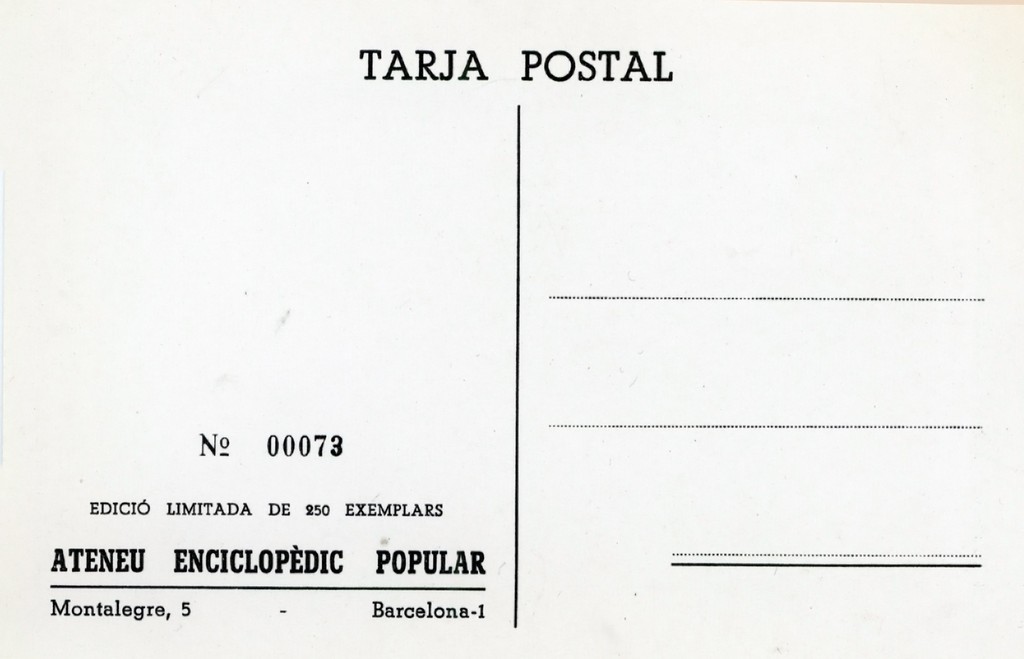 TARJA POSTAL
Nº 00073
EDICIÓ LIMITADA DE 250 EXEMPLARS
ATENEU ENCICLOPÈDIC POPULAR
Montalegre, 5 - Barcelona-1